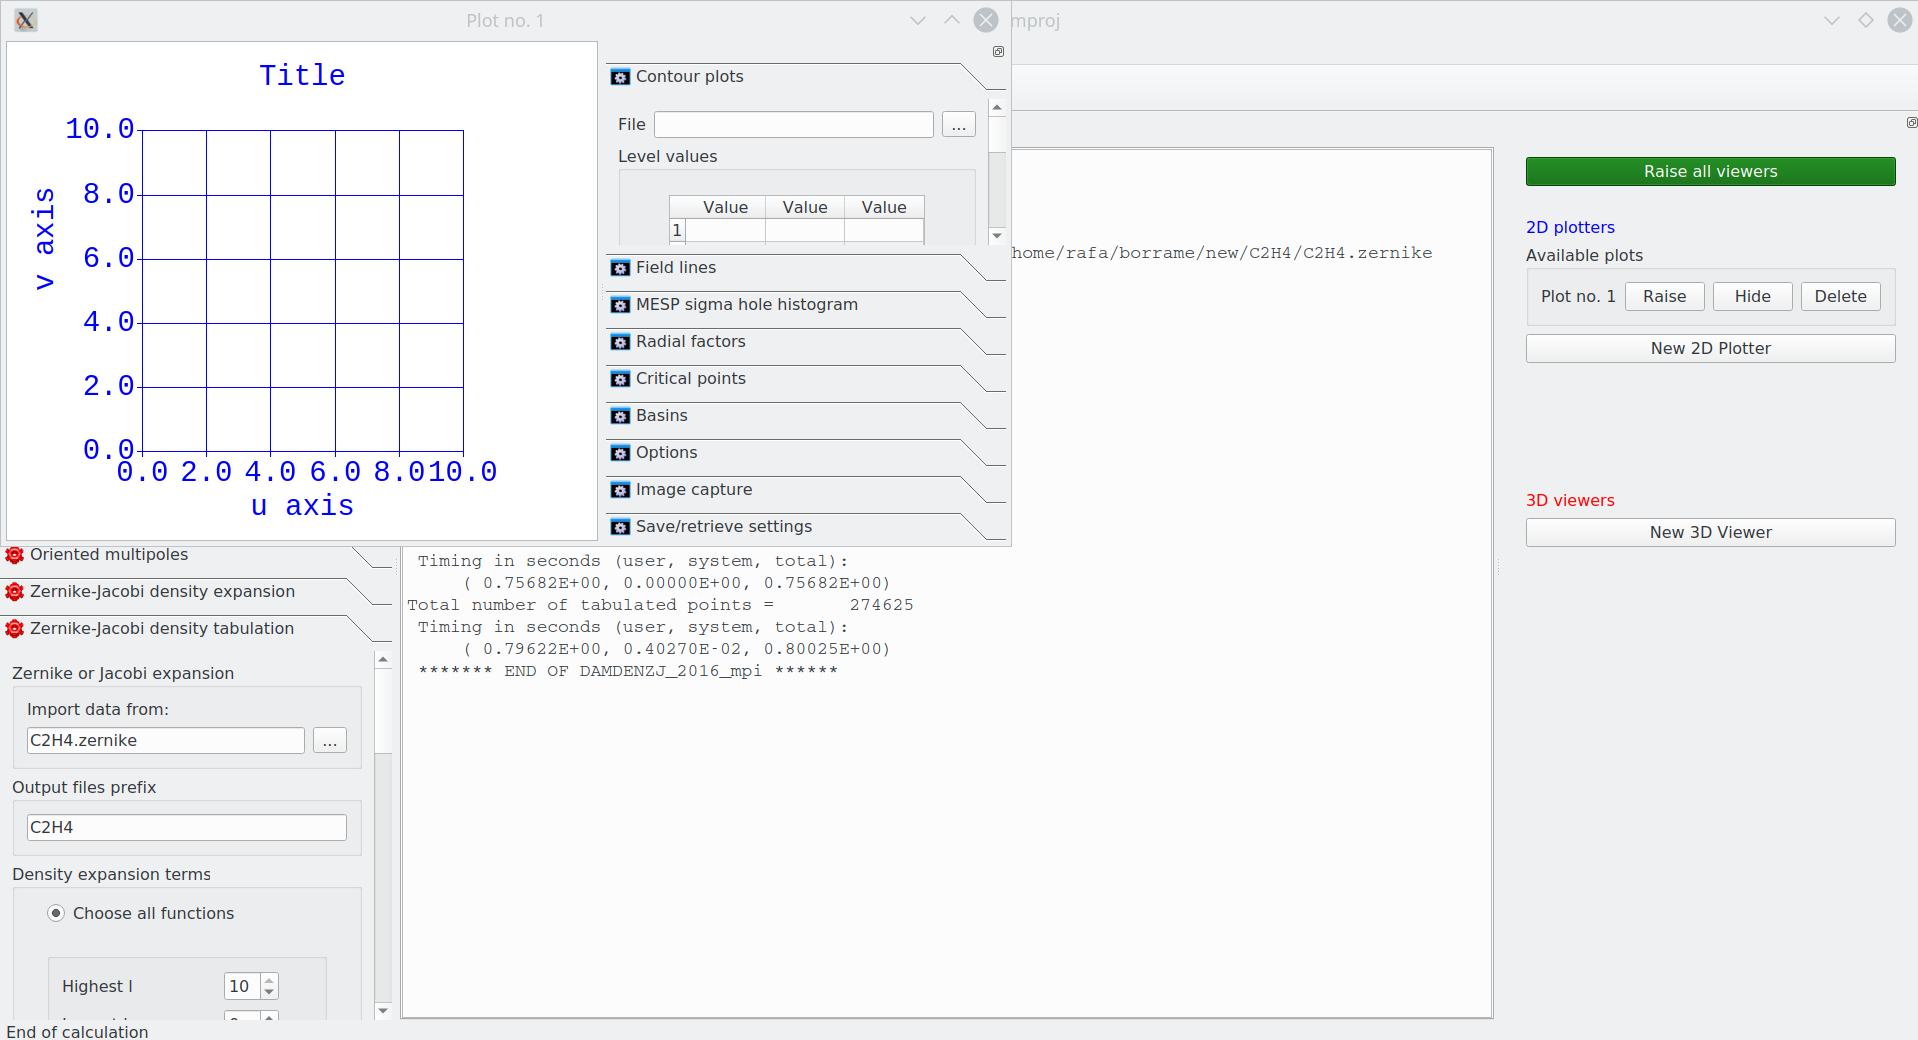 Plot no. 1
mproj
Title
10.0
8.0
6.0
4.0
2.0
0.0
v axis
0.0 2.0 4.0 6.0 8.0 10.0
u axis
Contour plots
File
...
Level values
Value Value Value
1
Field lines
MESP sigma hole histogram
Radial factors
Critical points
Basins
Options
Image capture
Save/retrieve settings
home/rafa/borrame/new/C2H4/C2H4.zernike
Raise all viewers
2D plotters
Available plots
Plot no. 1 Raise Hide Delete
New 2D Plotter
3D viewers
New 3D Viewer
Oriented multipoles
Zernike-Jacobi density expansion
Zernike-Jacobi density tabulation
Zernike or Jacobi expansion
Import data from:
C2H4.zernike ...
Output files prefix
C2H4
Density expansion terms
Choose all functions
Highest l 10
Timing in seconds (user, system, total):
( 0.75682E+00, 0.00000E+00, 0.75682E+00)
Total number of tabulated points = 274625
Timing in seconds (user, system, total):
( 0.79622E+00, 0.40270E-02, 0.80025E+00)
******* END OF DAMDENZJ_2016_mpi ******
End of calculation